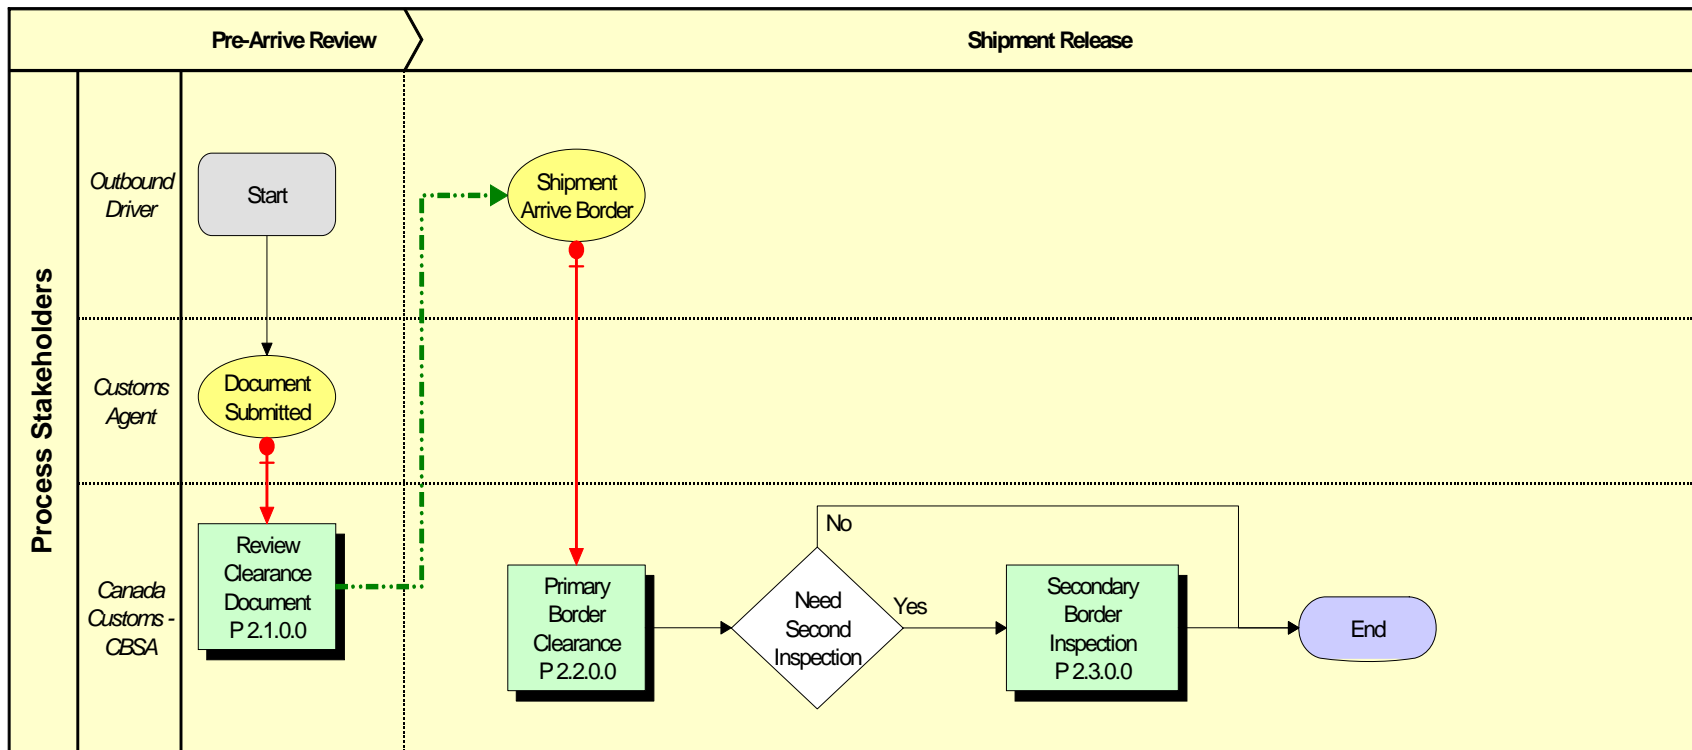 Pre-Arrive Review
Shipment Release
Process Stakeholders
Outbound
Driver
Start
Shipment
Arrive Border
Customs
Agent
Document
Submitted
Canada
Customs -
CBSA
Review
Clearance
Document
P 2.1.0.0
Primary
Border
Clearance
P 2.2.0.0
Need
Second
Inspection
No
Yes
Secondary
Border
Inspection
P 2.3.0.0
End